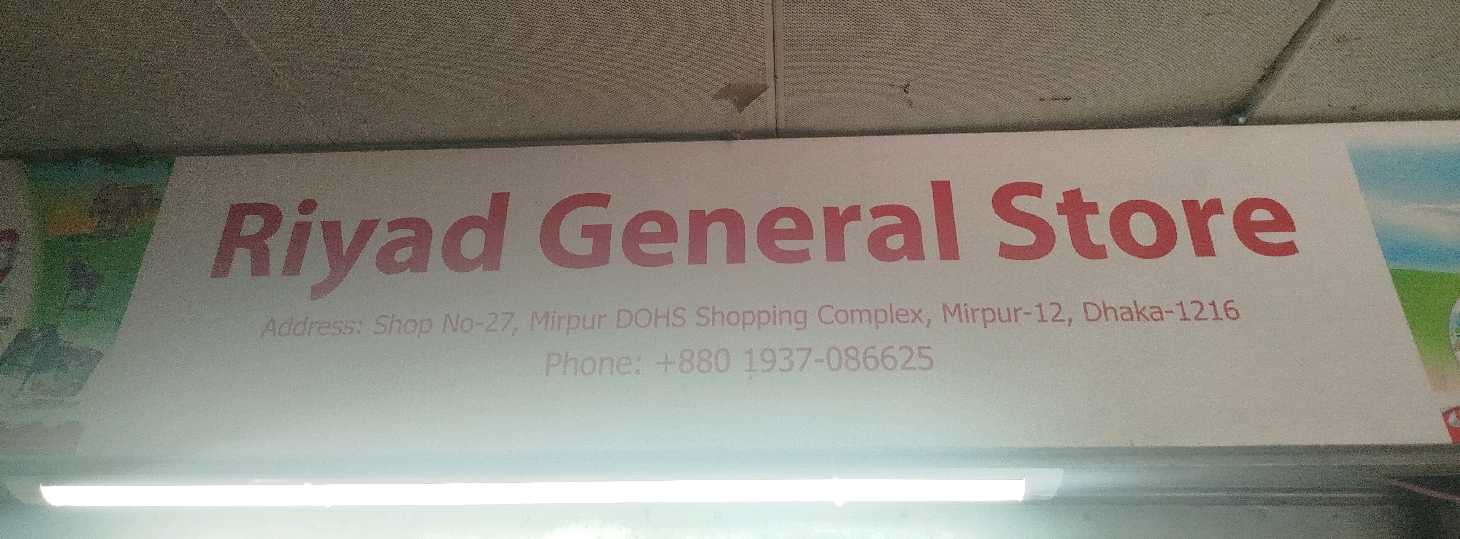 Riyad General Store
Address: Shop No-27, Mirpur DOHS Shopping Complex, Mirpur-12, Dhaka-1216
Phone: +880 1937-086625